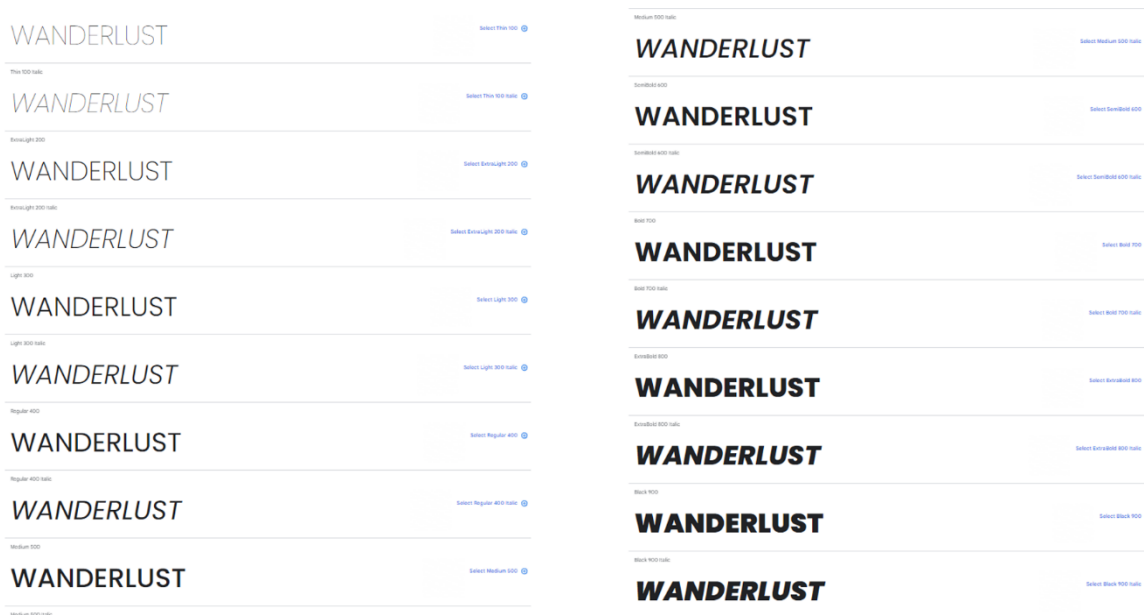 WANDERLUST
Select Thin 100
Thin 100 Italic
WANDERLUST
Select Thin 100 Italic
ExtraLight 200
WANDERLUST
Select ExtraLight 200
ExtraLight 200 Italic
WANDERLUST
Select ExtraLight 200 Italic
Light 300
WANDERLUST
Select Light 300
Light 300 Italic
WANDERLUST
Select Light 300 Italic
Regular 400
WANDERLUST
Select Regular 400
Regular 400 Italic
WANDERLUST
Select Regular 400 Italic
Medium 500
WANDERLUST
Select Medium 500
Medium 500 Italic
Medium 500 Italic
WANDERLUST
Select Medium 500 Italic
SemiBold 600
WANDERLUST
Select SemiBold 600
SemiBold 600 Italic
WANDERLUST
Select SemiBold 600 Italic
Bold 700
WANDERLUST
Select Bold 700
Bold 700 Italic
WANDERLUST
Select Bold 700 Italic
ExtraBold 800
WANDERLUST
Select ExtraBold 800
ExtraBold 800 Italic
WANDERLUST
Select ExtraBold 800 Italic
Black 900
WANDERLUST
Select Black 900
Black 900 Italic
WANDERLUST
Select Black 900 Italic